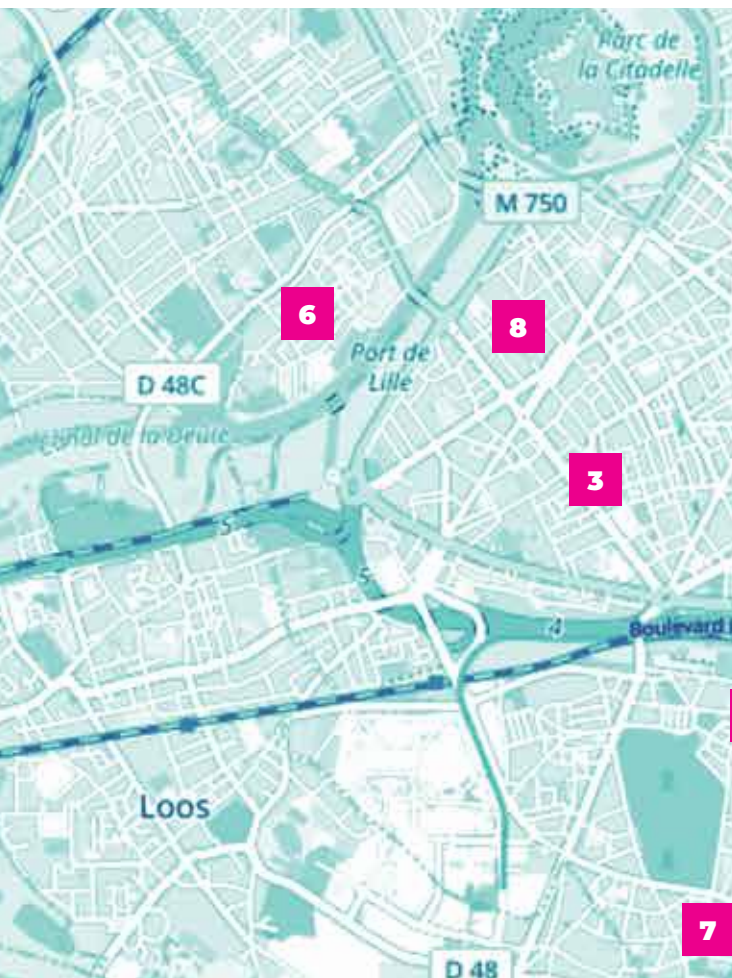 Parc de
la Citadelle
M 750
6
8
Port de
Lille
D 48C
Canal de la Deûle
3
5
5
4
Boulevard
Loos
7
D 48